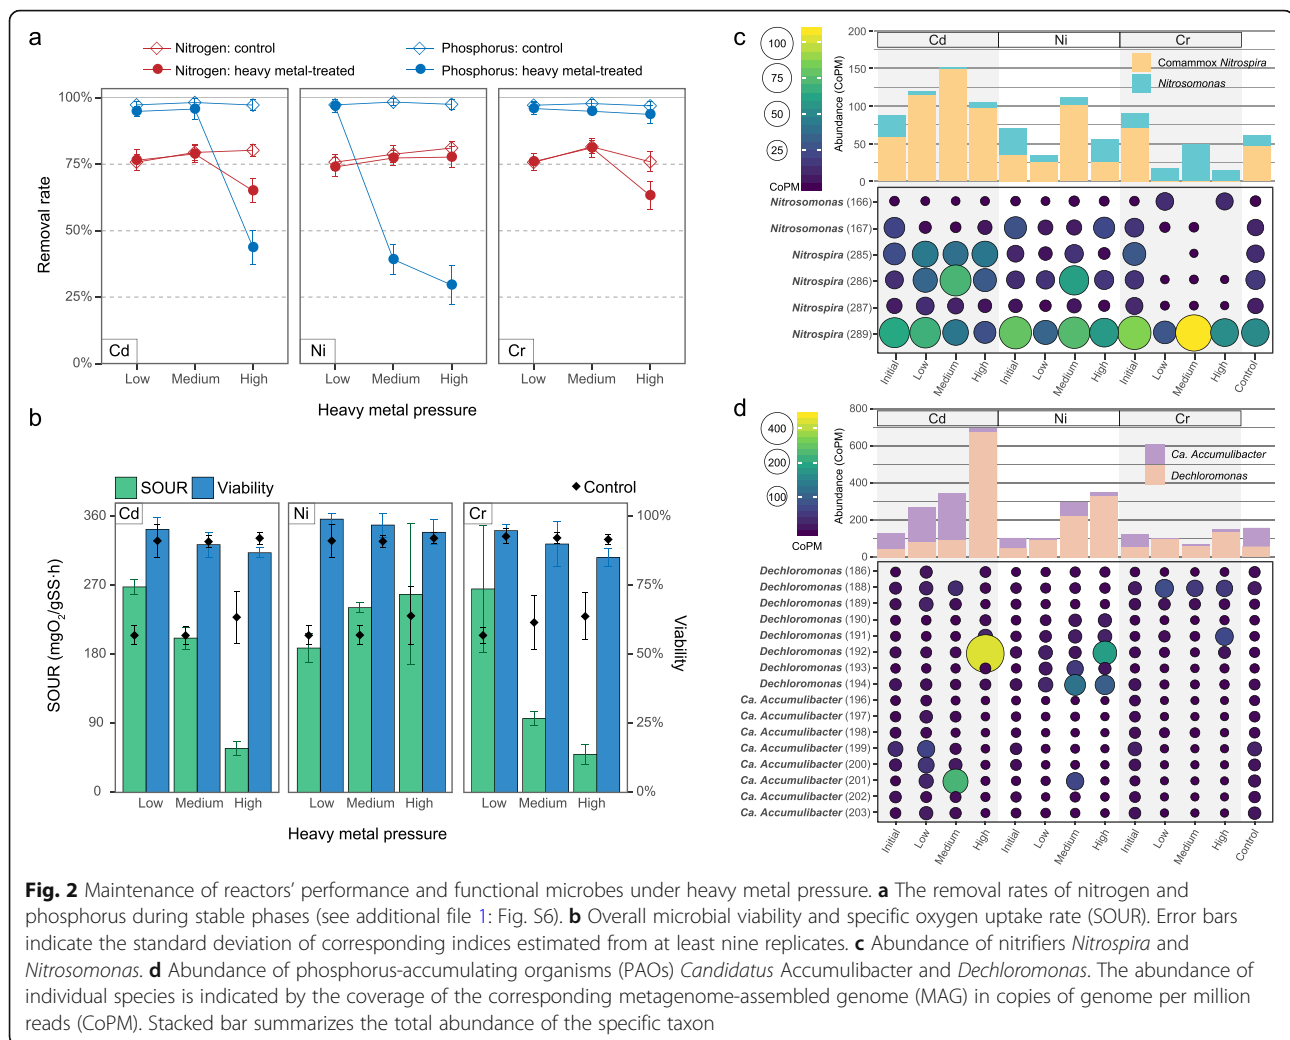 a
Nitrogen: control
Phosphorus: control
Nitrogen: heavy metal-treated
Phosphorus: heavy metal-treated
Removal rate
100%
75%
50%
25%
0%
Cd
Ni
Cr
Low Medium High
Low Medium High
Low Medium High
Heavy metal pressure
b
SOUR
Viability
Control
Cd
Ni
Cr
SOUR (mgO₂/gSS·h)
360
270
180
90
0
Viability
100%
75%
50%
25%
0%
Low Medium High
Low Medium High
Low Medium High
Heavy metal pressure
c
100
75
50
25
CoPM
Abundance (CoPM)
200
150
100
50
0
Cd
Ni
Cr
Comammox Nitrospira
Nitrosomonas
Nitrosomonas (166)
Nitrosomonas (167)
Nitrospira (285)
Nitrospira (286)
Nitrospira (287)
Nitrospira (289)
Initial Low Medium High Initial Low Medium High Initial Low Medium High Control
d
400
200
100
CoPM
Abundance (CoPM)
800
600
400
200
0
Cd
Ni
Cr
Ca. Accumulibacter
Dechloromonas
Dechloromonas (186)
Dechloromonas (188)
Dechloromonas (189)
Dechloromonas (190)
Dechloromonas (191)
Dechloromonas (192)
Dechloromonas (193)
Dechloromonas (194)
Ca. Accumulibacter (196)
Ca. Accumulibacter (197)
Ca. Accumulibacter (198)
Ca. Accumulibacter (199)
Ca. Accumulibacter (200)
Ca. Accumulibacter (201)
Ca. Accumulibacter (202)
Ca. Accumulibacter (203)
Initial Low Medium High Initial Low Medium High Initial Low Medium High Control
Fig. 2 Maintenance of reactors' performance and functional microbes under heavy metal pressure. a The removal rates of nitrogen and
phosphorus during stable phases (see additional file 1: Fig. S6). b Overall microbial viability and specific oxygen uptake rate (SOUR). Error bars
indicate the standard deviation of corresponding indices estimated from at least nine replicates. c Abundance of nitrifiers Nitrospira and
Nitrosomonas. d Abundance of phosphorus-accumulating organisms (PAOs) Candidatus Accumulibacter and Dechloromonas. The abundance of
individual species is indicated by the coverage of the corresponding metagenome-assembled genome (MAG) in copies of genome per million
reads (CoPM). Stacked bar summarizes the total abundance of the specific taxon